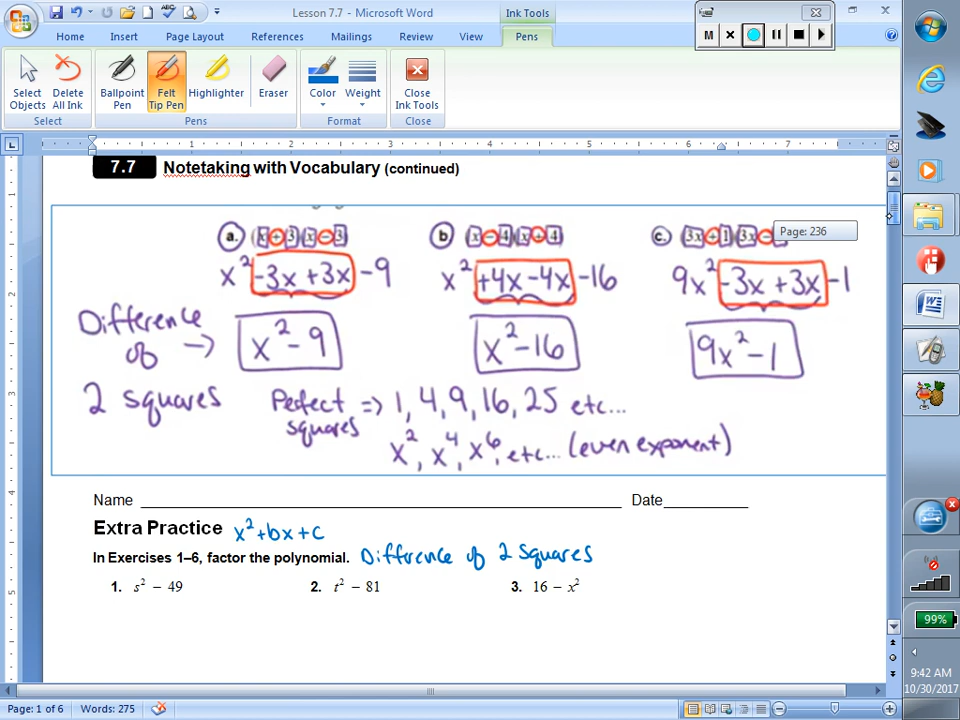 Lesson 7.7 - Microsoft Word
Ink Tools
Home Insert Page Layout References Mailings Review View Pens
Select Objects
Delete All Ink
Ballpoint Pen
Felt Tip Pen
Highlighter
Eraser
Color
Weight
Close Ink Tools
Select Pens Format Close
1 2 3 4 5 6 7
7.7 Notetaking with Vocabulary (continued)
Page: 236
a. (x + 3)(x − 3) b (x − 4)(x + 4) c. (3x + 1)(3x −
x² -3x +3x -9 x² +4x -4x -16 9x² -3x +3x -1
Difference of → x² - 9 x² - 16 9x² - 1
2 squares
Perfect squares => 1, 4, 9, 16, 25 etc...
x², x⁴, x⁶, etc... (even exponent)
Name Date
Extra Practice x² + bx + c
In Exercises 1–6, factor the polynomial. Difference of 2 Squares
1. s² − 49 2. t² − 81 3. 16 − x²
Page: 1 of 6 Words: 275
99%
9:42 AM
10/30/2017